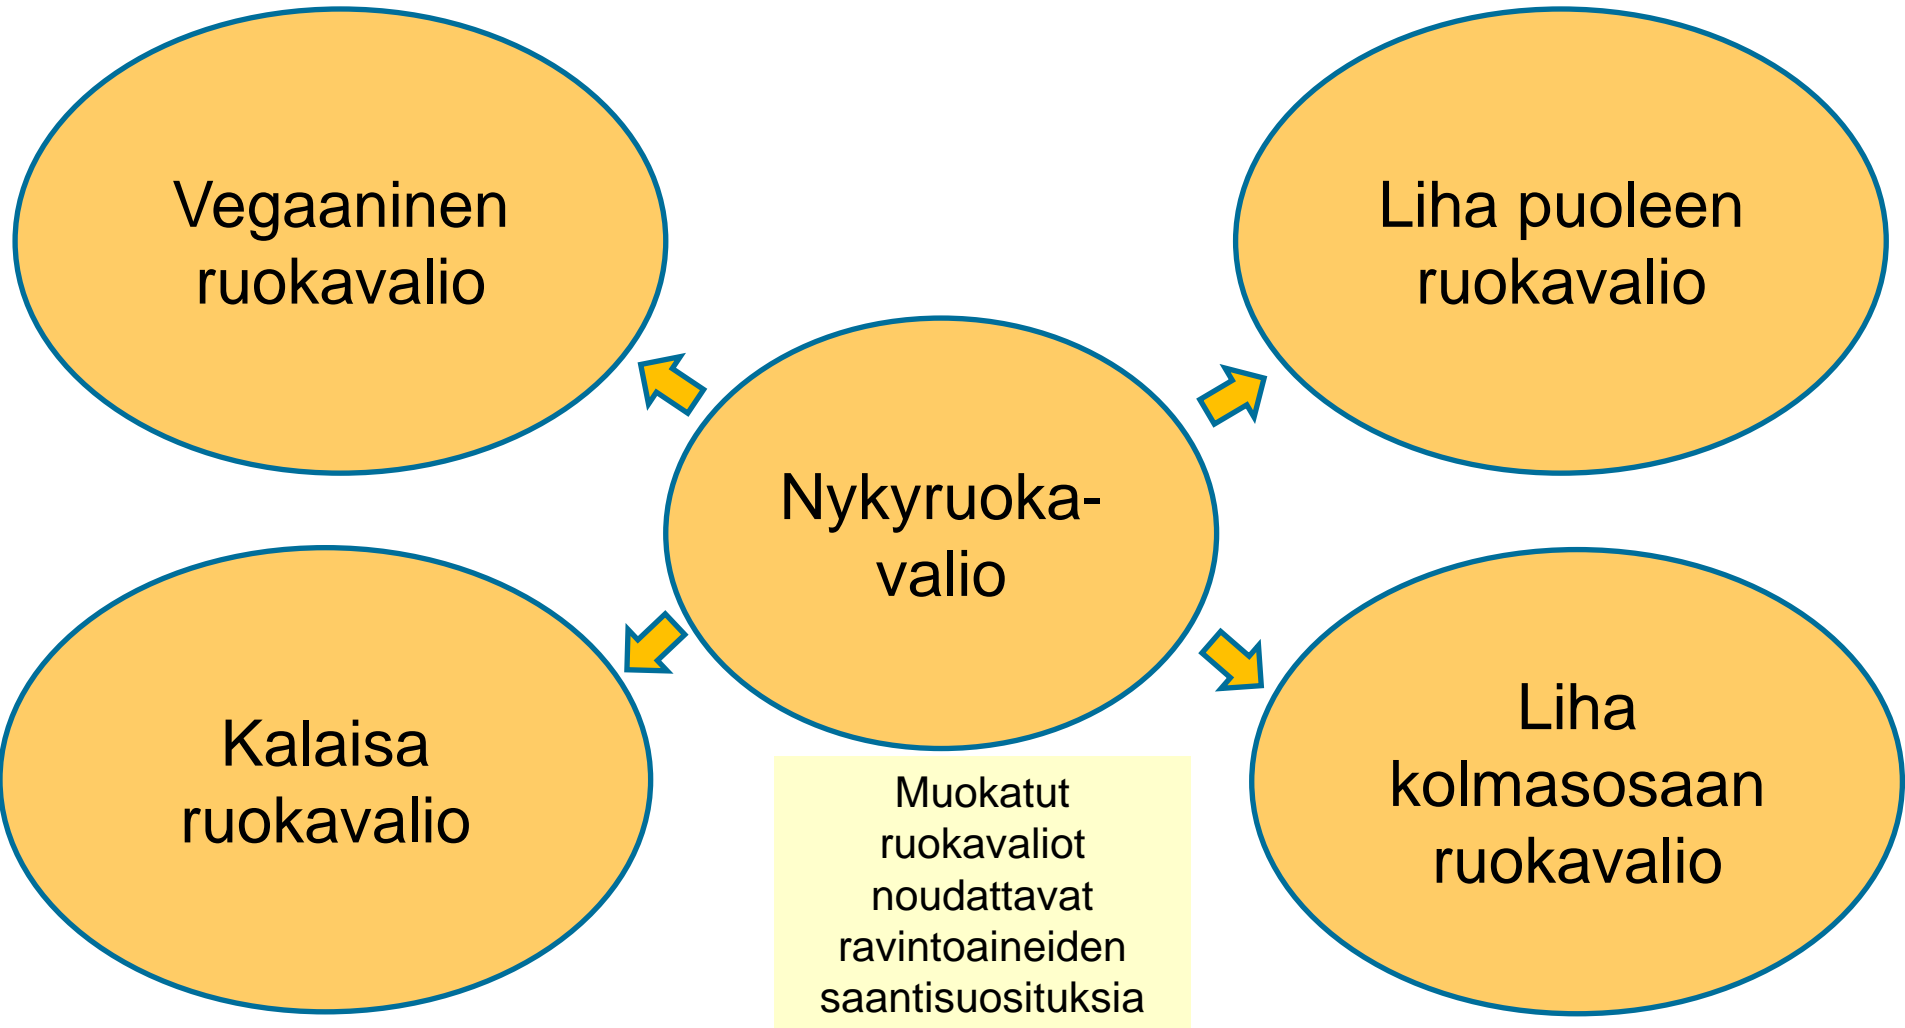 Vegaaninen
ruokavalio
Liha puoleen
ruokavalio
Nykyruoka-
valio
Kalaisa
ruokavalio
Liha
kolmasosaan
ruokavalio
Muokatut
ruokavaliot
noudattavat
ravintoaineiden
saantisuosituksia